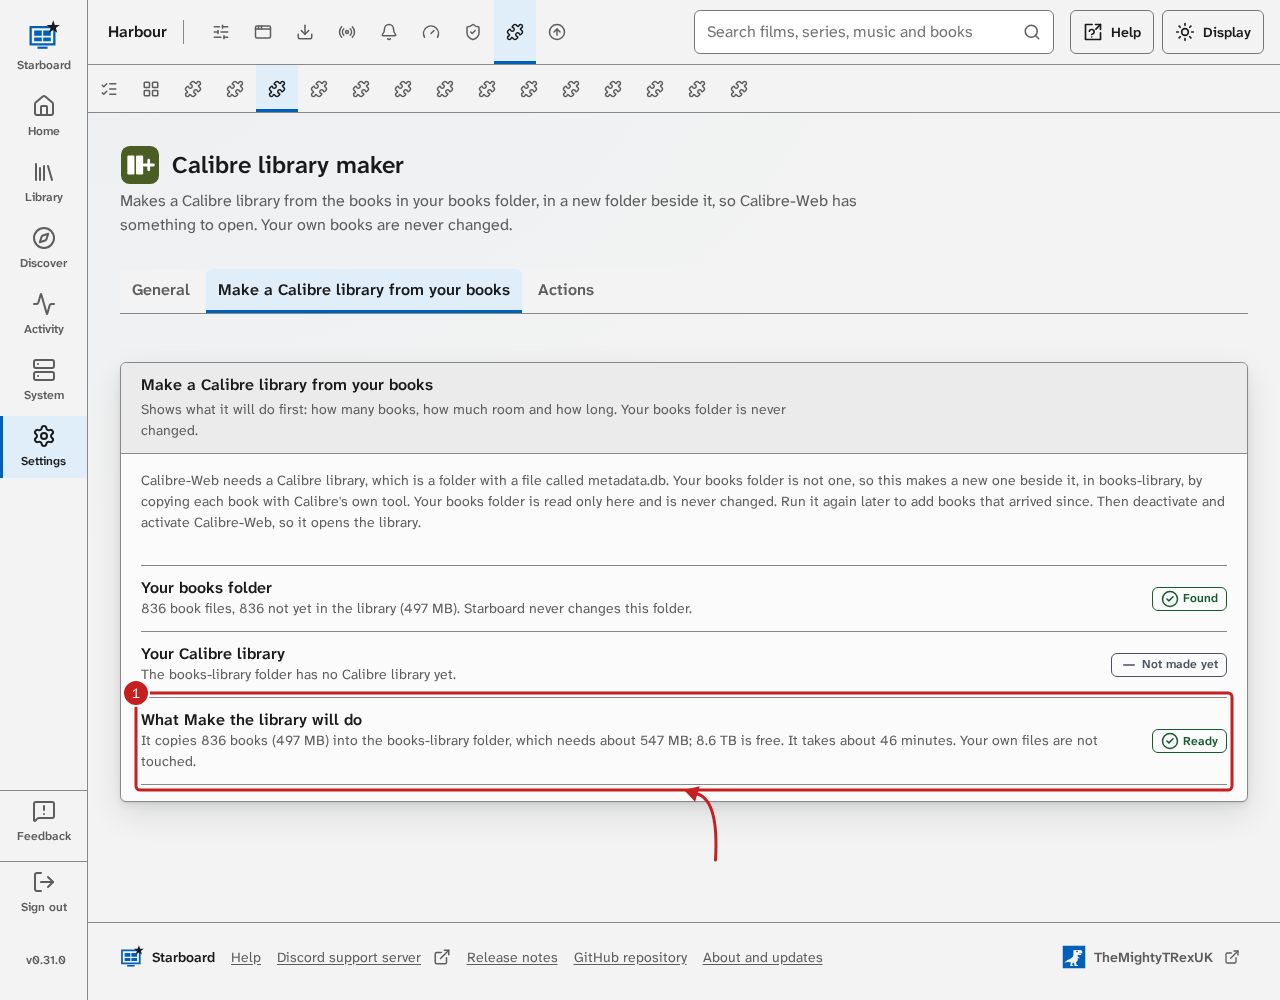 Starboard
Home
Library
Discover
Activity
System
Settings
Feedback
Sign out
v0.31.0
Harbour
Search films, series, music and books
Help
Display
Calibre library maker
Makes a Calibre library from the books in your books folder, in a new folder beside it, so Calibre-Web has
something to open. Your own books are never changed.
General
Make a Calibre library from your books
Actions
Make a Calibre library from your books
Shows what it will do first: how many books, how much room and how long. Your books folder is never
changed.
Calibre-Web needs a Calibre library, which is a folder with a file called metadata.db. Your books folder is not one, so this makes a new one beside it, in books-library, by
copying each book with Calibre's own tool. Your books folder is read only here and is never changed. Run it again later to add books that arrived since. Then deactivate and
activate Calibre-Web, so it opens the library.
Your books folder
836 book files, 836 not yet in the library (497 MB). Starboard never changes this folder.
Found
Your Calibre library
The books-library folder has no Calibre library yet.
Not made yet
1
What Make the library will do
It copies 836 books (497 MB) into the books-library folder, which needs about 547 MB; 8.6 TB is free. It takes about 46 minutes. Your own files are not
touched.
Ready
Starboard
Help
Discord support server
Release notes
GitHub repository
About and updates
TheMightyTRexUK